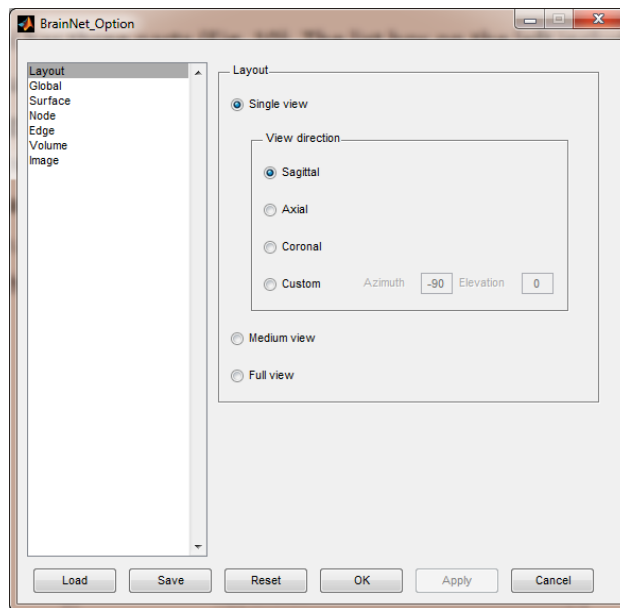 BrainNet_Option
Layout
Global
Surface
Node
Edge
Volume
Image
Layout
Single view
View direction
Sagittal
Axial
Coronal
Custom Azimuth -90 Elevation 0
Medium view
Full view
Load Save Reset OK Apply Cancel